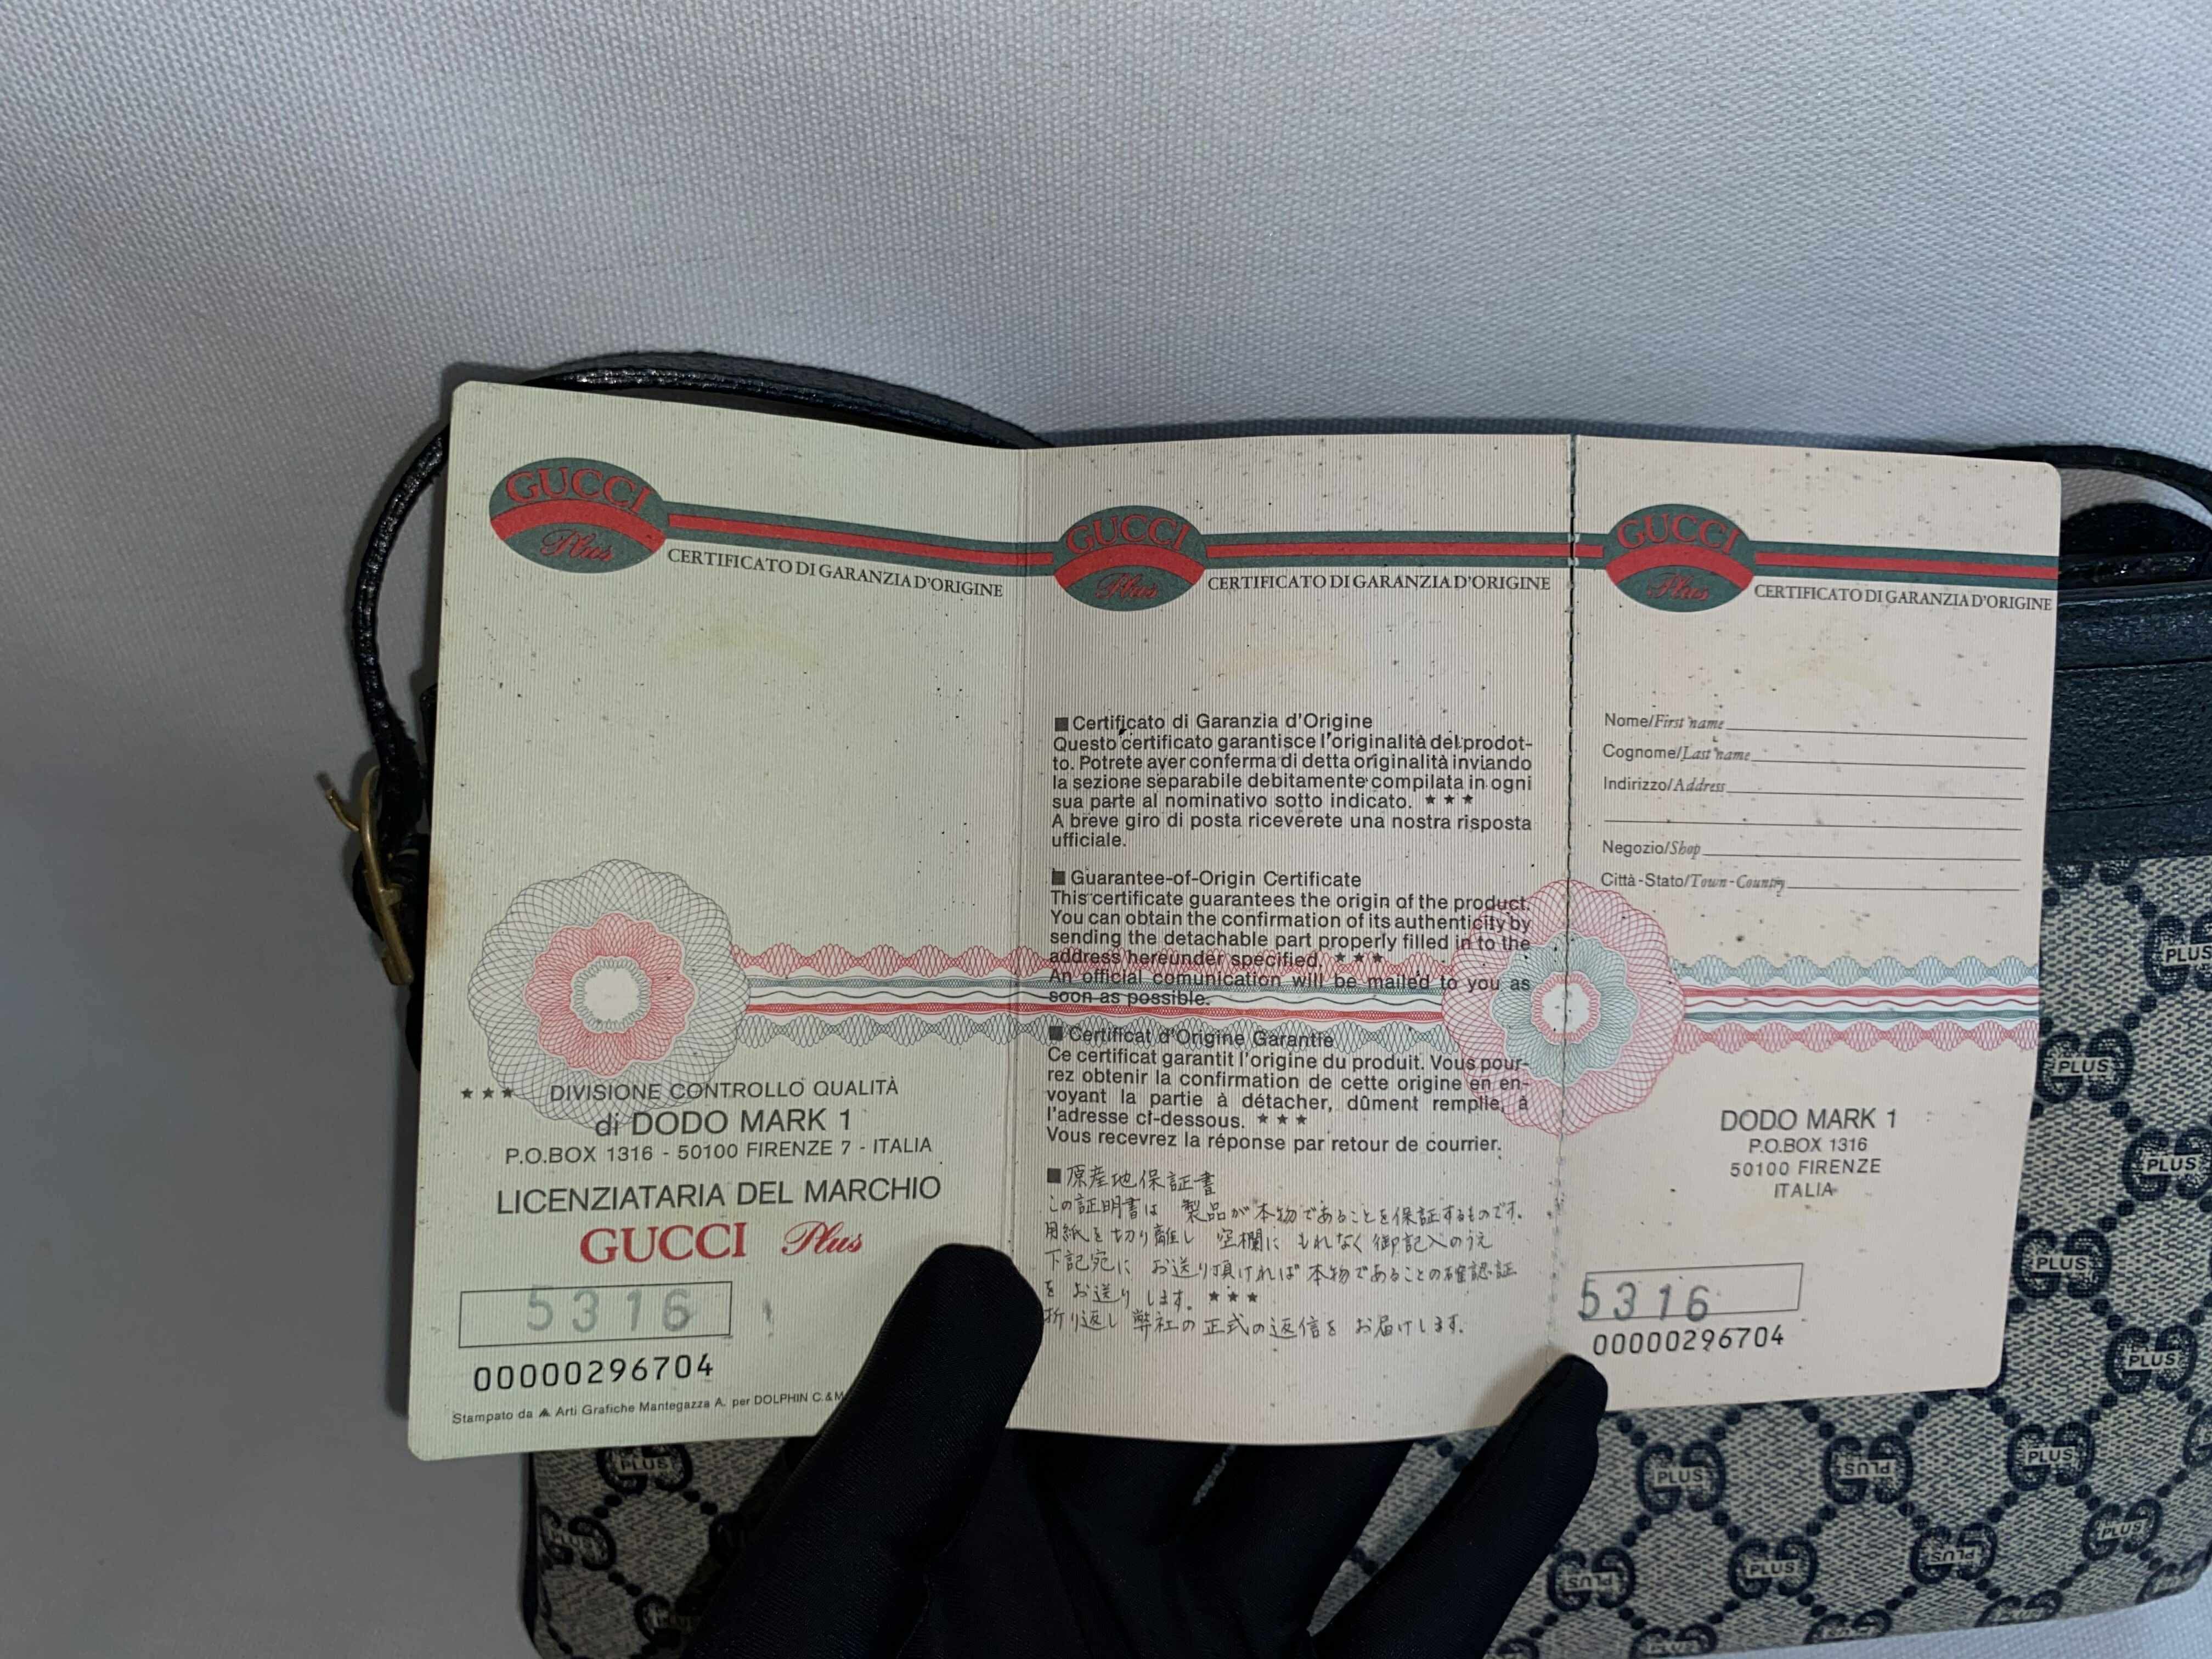 GUCCI
Plus
CERTIFICATO DI GARANZIA D'ORIGINE
★ ★ ★ DIVISIONE CONTROLLO QUALITÀ
di DODO MARK 1
P.O.BOX 1316 - 50100 FIRENZE 7 - ITALIA
LICENZIATARIA DEL MARCHIO
GUCCI Plus
5316
00000296704
Stampato da Arti Grafiche Mantegazza A. per DOLPHIN C.&M
GUCCI
Plus
CERTIFICATO DI GARANZIA D'ORIGINE
■ Certificato di Garanzia d'Origine
Questo certificato garantisce l'originalità del prodot-
to. Potrete aver conferma di detta originalità inviando
la sezione separabile debitamente compilata in ogni
sua parte al nominativo sotto indicato. ★ ★ ★
A breve giro di posta riceverete una nostra risposta
ufficiale.
■ Guarantee-of-Origin Certificate
This certificate guarantees the origin of the product.
You can obtain the confirmation of its authenticity by
sending the detachable part properly filled in to the
address hereunder specified. ★ ★ ★
An official comunication will be mailed to you as
soon as possible.
■ Certificat d'Origine Garantie
Ce certificat garantit l'origine du produit. Vous pour-
rez obtenir la confirmation de cette origine en en-
voyant la partie à détacher, dûment remplie, à
l'adresse ci-dessous. ★ ★ ★
Vous recevrez la réponse par retour de courrier.
■ 原産地保証書
この証明書は 製品が本物であることを保証するものです.
用紙を切り離し 空欄に もれなく御記入のうえ
下記宛に お送り頂ければ本物であることの確認証
を お送り します. ★ ★ ★
折り返し 弊社の 正式の返信を お届けします.
GUCCI
Plus
CERTIFICATO DI GARANZIA D'ORIGINE
Nome/First name
Cognome/Last name
Indirizzo/Address
Negozio/Shop
Città-Stato/Town-Country
DODO MARK 1
P.O.BOX 1316
50100 FIRENZE
ITALIA
5316
00000296704
PLUS
PLUS
PLUS
PLUS
PLUS
PLUS
PLUS
PLUS
PLUS
PLUS
PLUS
PLUS
PLUS
PLUS